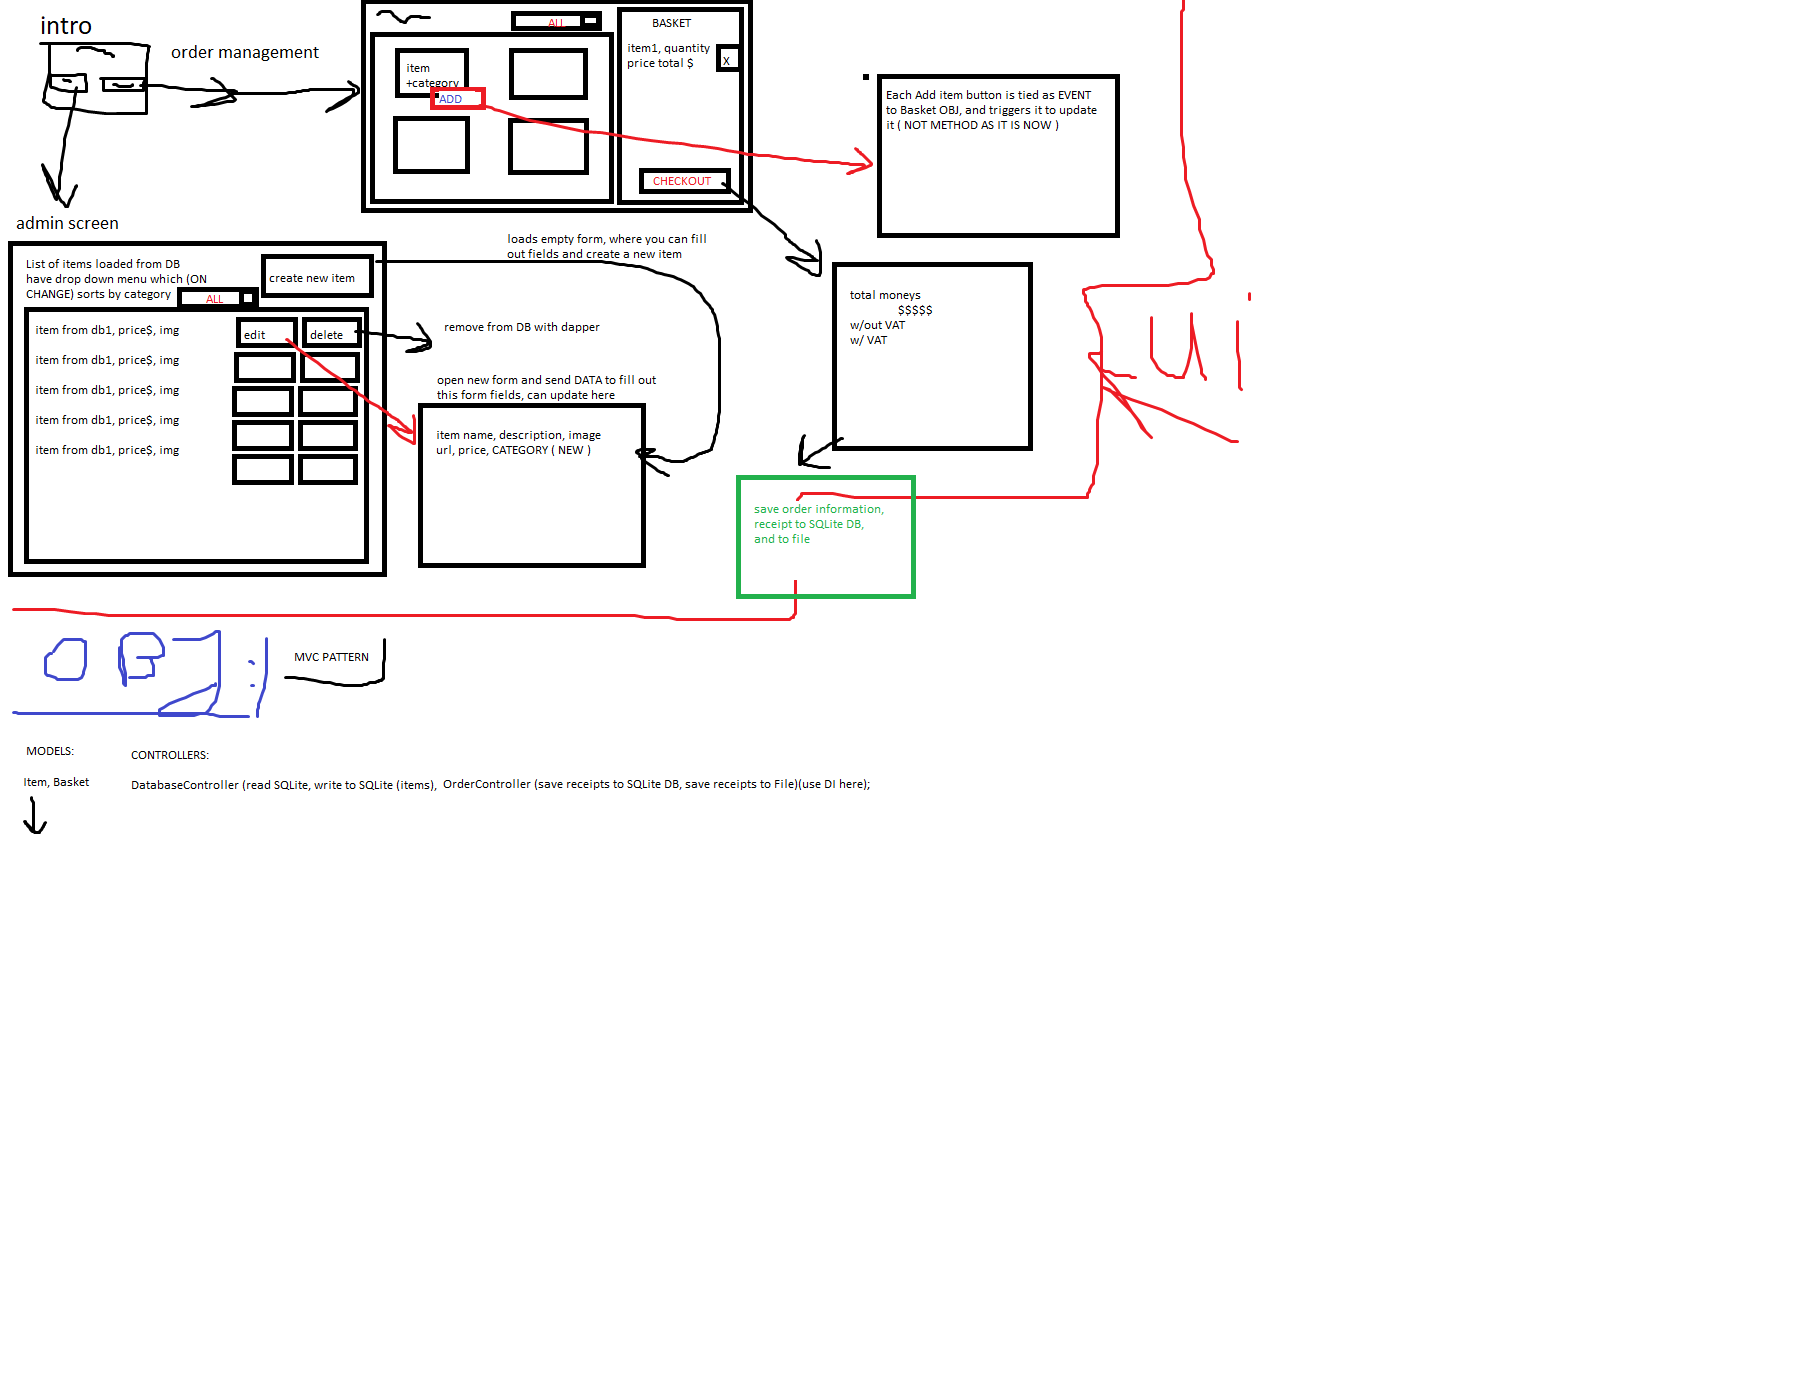 intro
order management
ALL
BASKET
item1, quantity
price total $
X
item
+category
ADD
CHECKOUT
Each Add item button is tied as EVENT
to Basket OBJ, and triggers it to update
it ( NOT METHOD AS IT IS NOW )
admin screen
List of items loaded from DB
have drop down menu which (ON
CHANGE) sorts by category
ALL
create new item
loads empty form, where you can fill
out fields and create a new item
item from db1, price$, img
edit
delete
item from db1, price$, img
item from db1, price$, img
item from db1, price$, img
item from db1, price$, img
remove from DB with dapper
open new form and send DATA to fill out
this form fields, can update here
item name, description, image
url, price, CATEGORY ( NEW )
total moneys
$$$$$
w/out VAT
w/ VAT
save order information,
receipt to SQLite DB,
and to file
UI
OBJ :)
MVC PATTERN
MODELS:
Item, Basket
CONTROLLERS:
DatabaseController (read SQLite, write to SQLite (items), OrderController (save receipts to SQLite DB, save receipts to File)(use DI here);